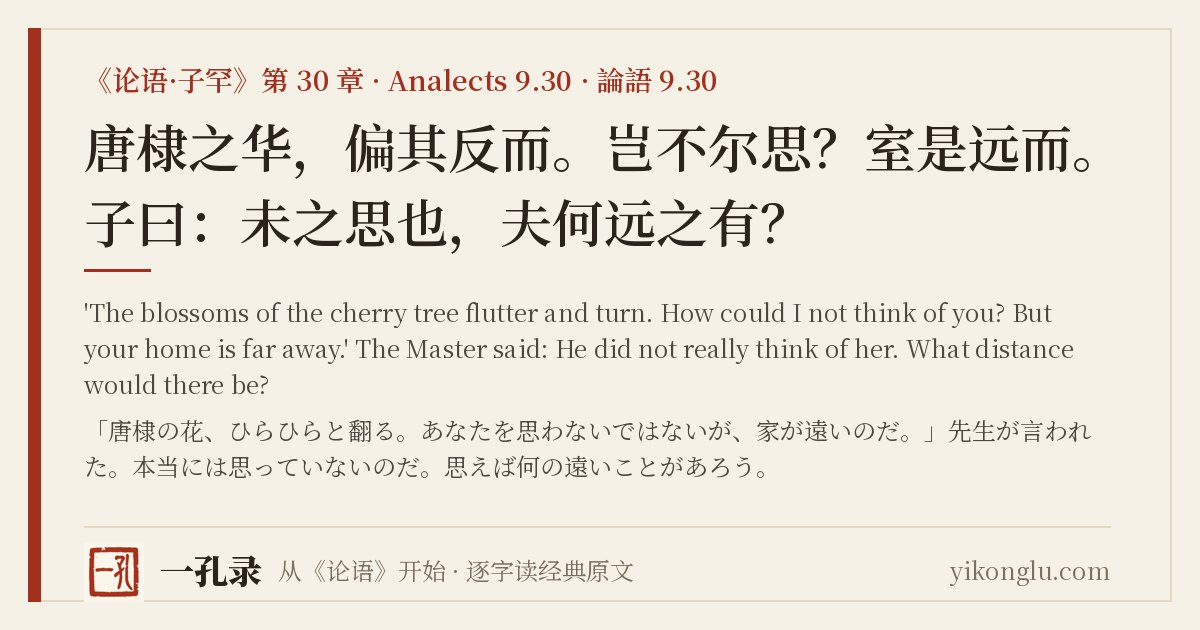 《论语·子罕》第 30 章 · Analects 9.30 · 論語 9.30
唐棣之华，偏其反而。岂不尔思？室是远而。
子曰：未之思也，夫何远之有？
'The blossoms of the cherry tree flutter and turn. How could I not think of you? But
your home is far away.' The Master said: He did not really think of her. What distance
would there be?
「唐棣の花、ひらひらと翻る。あなたを思わないではないが、家が遠いのだ。」先生が言われ
た。本当には思っていないのだ。思えば何の遠いことがあろう。
一孔 一孔录 从《论语》开始 · 逐字读经典原文 yikonglu.com